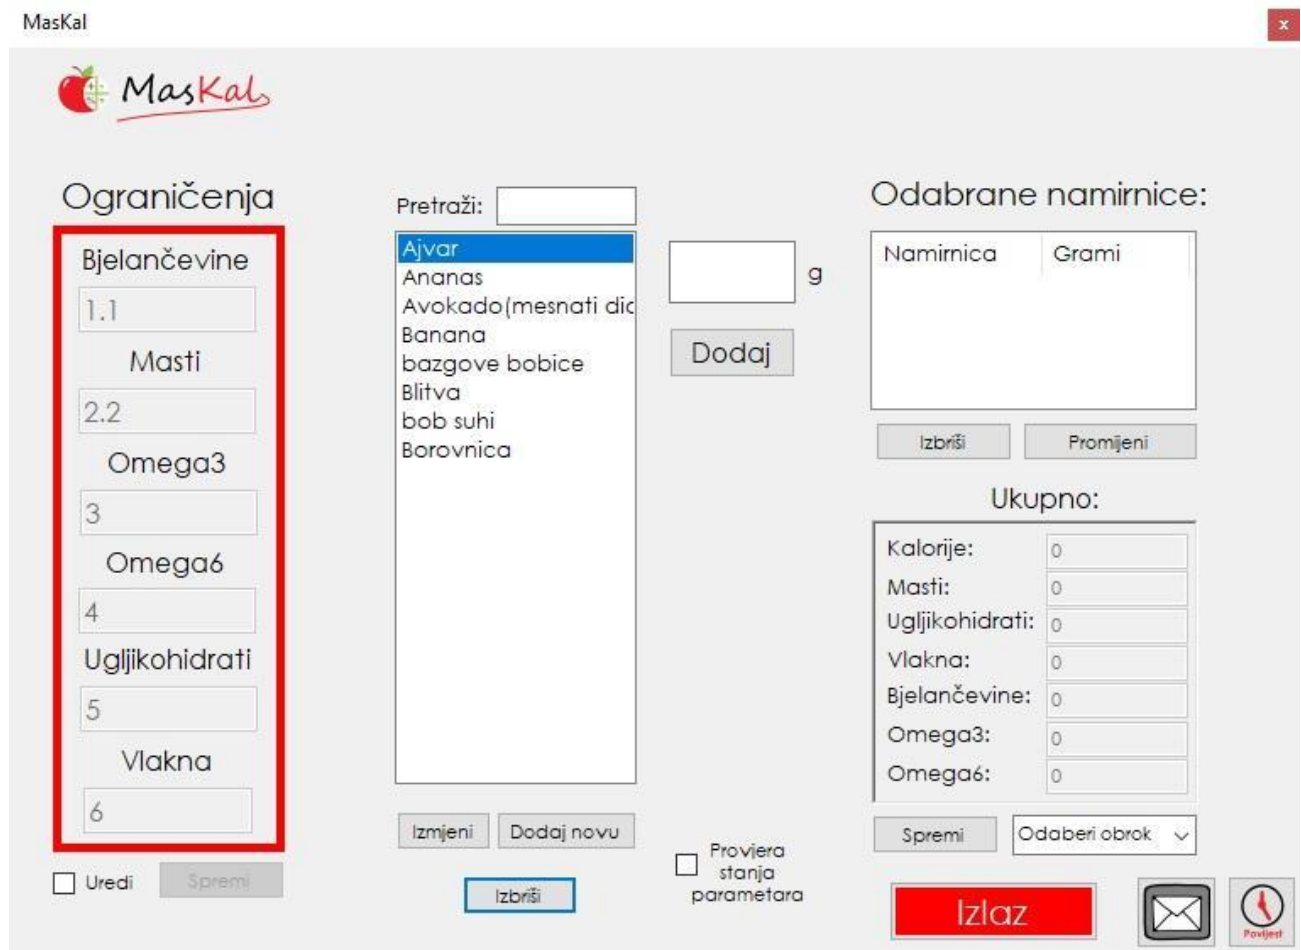 MasKal
x
MasKal
Ograničenja
Bjelančevine
1.1
Masti
2.2
Omega3
3
Omega6
4
Ugljikohidrati
5
Vlakna
6
Uredi
Spremi
Pretraži:
Ajvar
Ananas
Avokado(mesnati dio
Banana
bazgove bobice
Blitva
bob suhi
Borovnica
Izmjeni
Dodaj novu
Izbriši
g
Dodaj
Provjera
stanja
parametara
Odabrane namirnice:
Namirnica Grami
Izbriši
Promijeni
Ukupno:
Kalorije: 0
Masti: 0
Ugljikohidrati: 0
Vlakna: 0
Bjelančevine: 0
Omega3: 0
Omega6: 0
Spremi
Odaberi obrok
Izlaz
Povijest